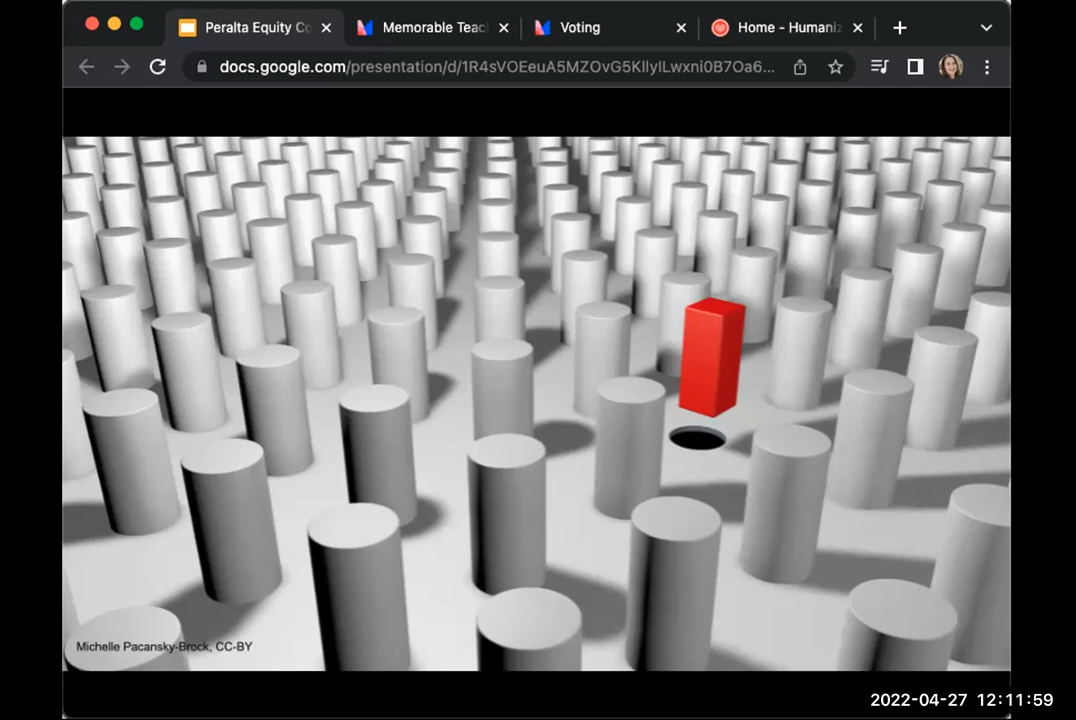 Peralta Equity Co
Memorable Teac
Voting
Home - Humaniz
docs.google.com/presentation/d/1R4sVOEeuA5MZOvG5KIlyILwxni0B7Oa6...
Michelle Pacansky-Brock, CC-BY
2022-04-27 12:11:59